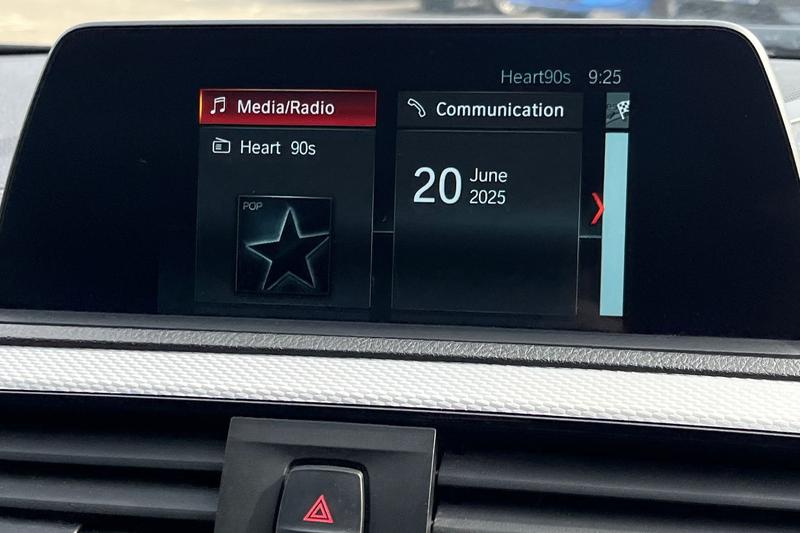 Heart90s 9:25
Media/Radio
Communication
Heart 90s
POP
20 June
2025